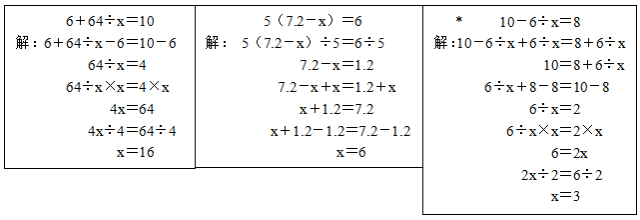 6+64÷x=10
解:6+64÷x-6=10-6
64÷x=4
64÷x×x=4×x
4x=64
4x÷4=64÷4
x=16
5(7.2-x)=6
解: 5(7.2-x)÷5=6÷5
7.2-x=1.2
7.2-x+x=1.2+x
x+1.2=7.2
x+1.2-1.2=7.2-1.2
x=6
* 10-6÷x=8
解:10-6÷x+6÷x=8+6÷x
10=8+6÷x
6÷x+8-8=10-8
6÷x=2
6÷x×x=2×x
6=2x
2x÷2=6÷2
x=3